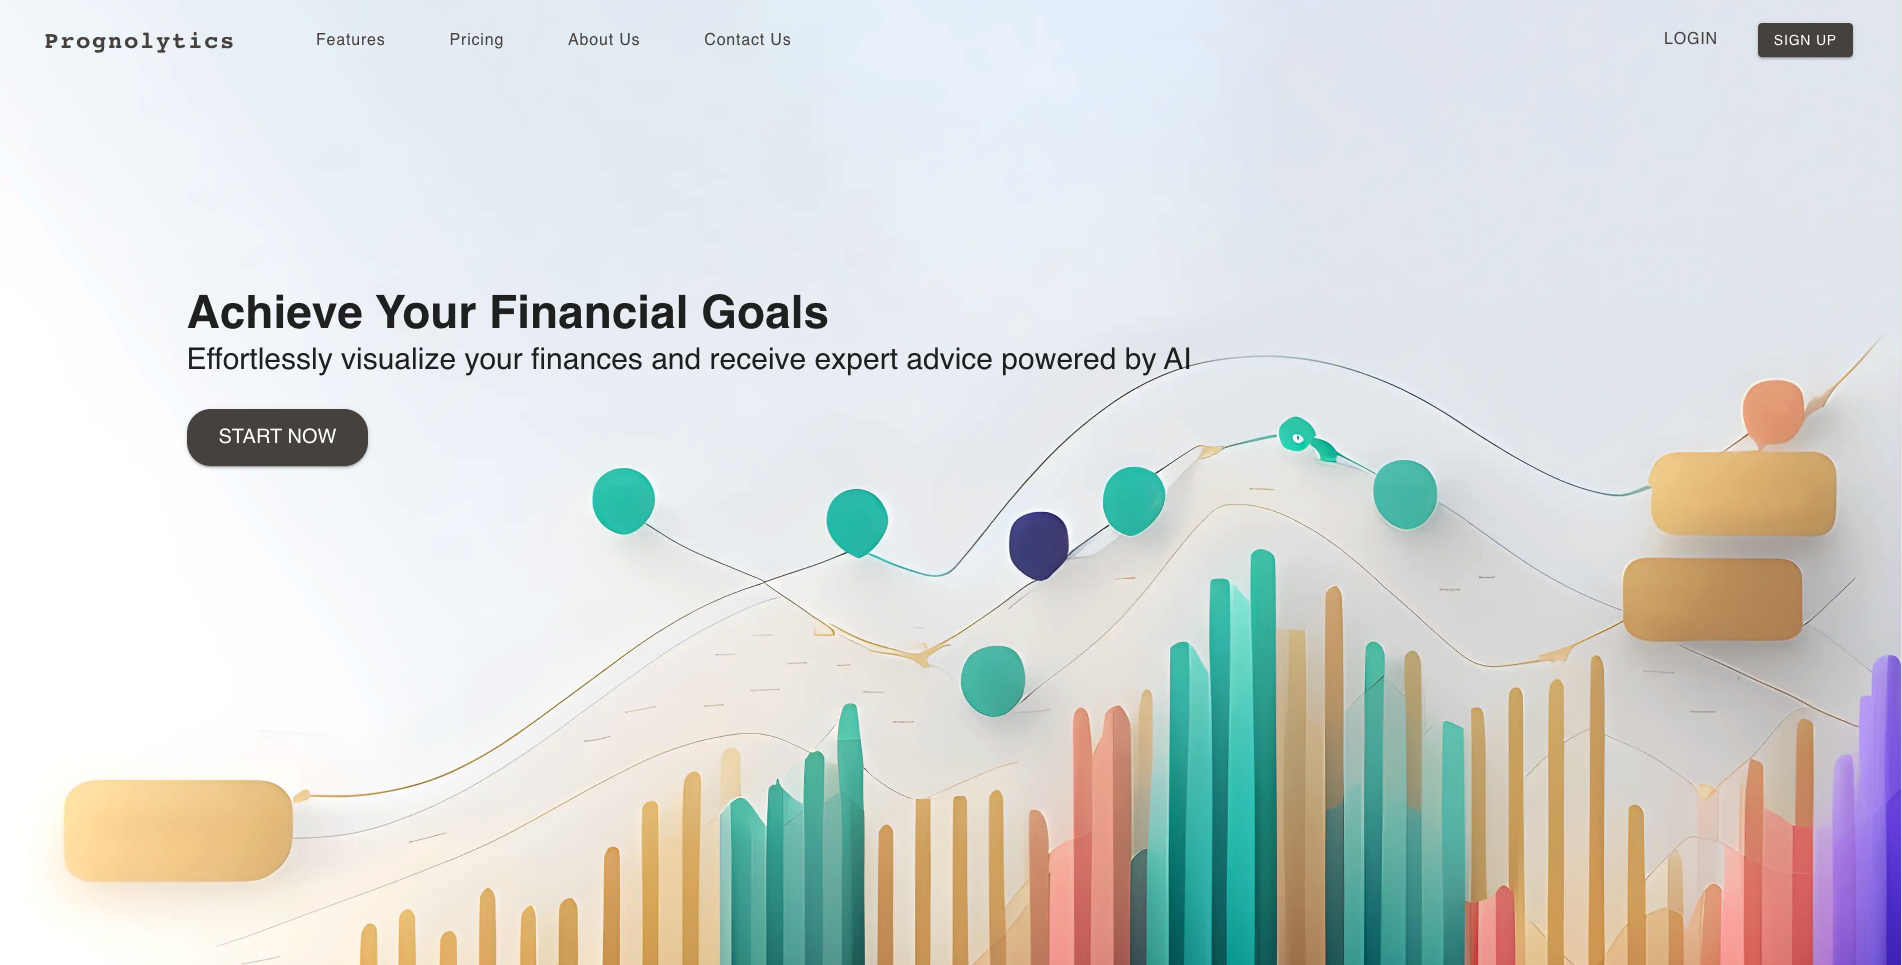 Prognolytics
Features
Pricing
About Us
Contact Us
LOGIN
SIGN UP
Achieve Your Financial Goals
Effortlessly visualize your finances and receive expert advice powered by AI
START NOW